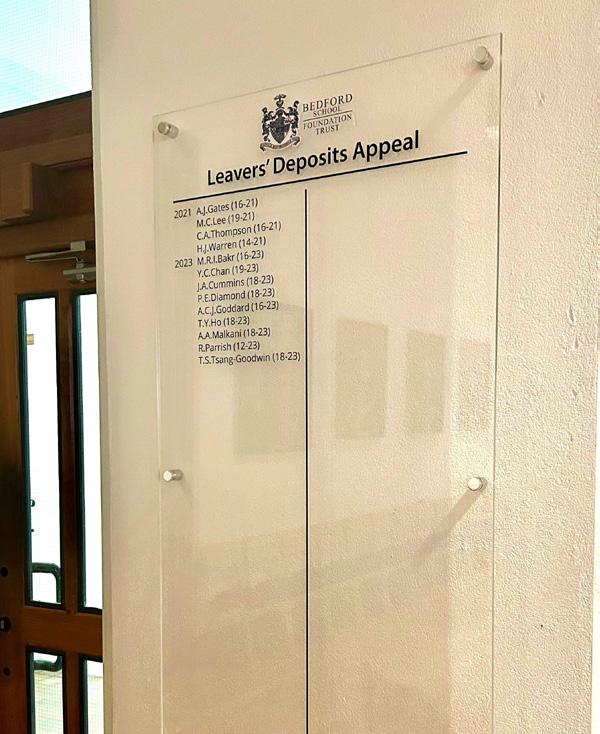 BEDFORD
SCHOOL
FOUNDATION
TRUST
Leavers' Deposits Appeal
2021 A.J.Gates (16-21)
M.C.Lee (19-21)
C.A.Thompson (16-21)
H.J.Warren (14-21)
2023 M.R.I.Bakr (16-23)
Y.C.Chan (19-23)
J.A.Cummins (18-23)
P.E.Diamond (18-23)
A.C.J.Goddard (16-23)
T.Y.Ho (18-23)
A.A.Malkani (18-23)
R.Parrish (12-23)
T.S.Tsang-Goodwin (18-23)